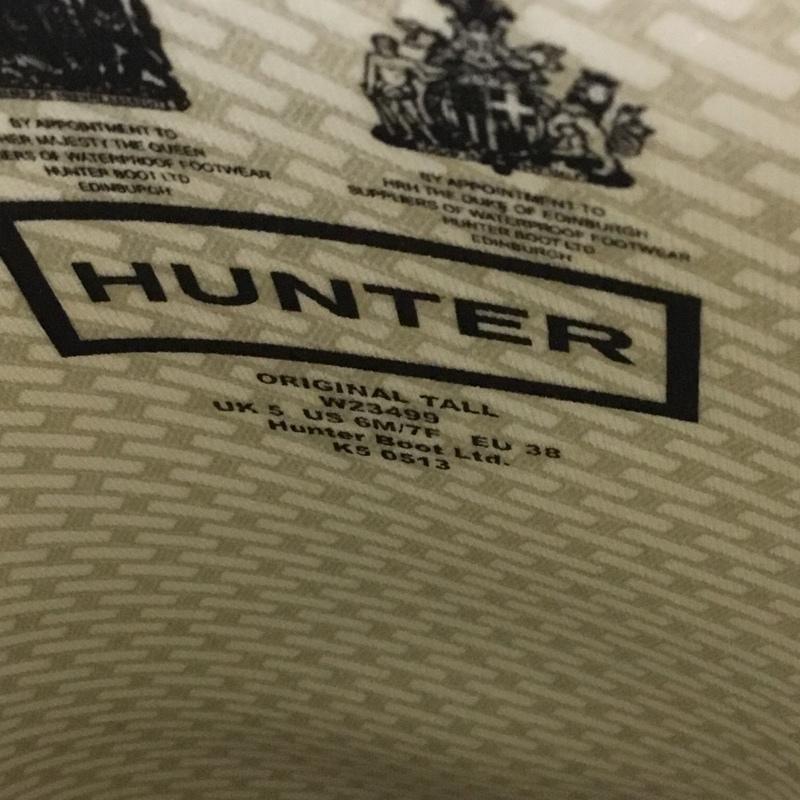 BY APPOINTMENT TO
HER MAJESTY THE QUEEN
OF WATERPROOF FOOTWEAR
HUNTER BOOT LTD
EDINBURGH
BY APPOINTMENT TO
HRH THE DUKE OF EDINBURGH
SUPPLIERS OF WATERPROOF FOOTWEAR
HUNTER BOOT LTD
EDINBURGH
HUNTER
ORIGINAL TALL
W23499
UK 5 US 6M/7F EU 38
Hunter Boot Ltd.
KS 0513